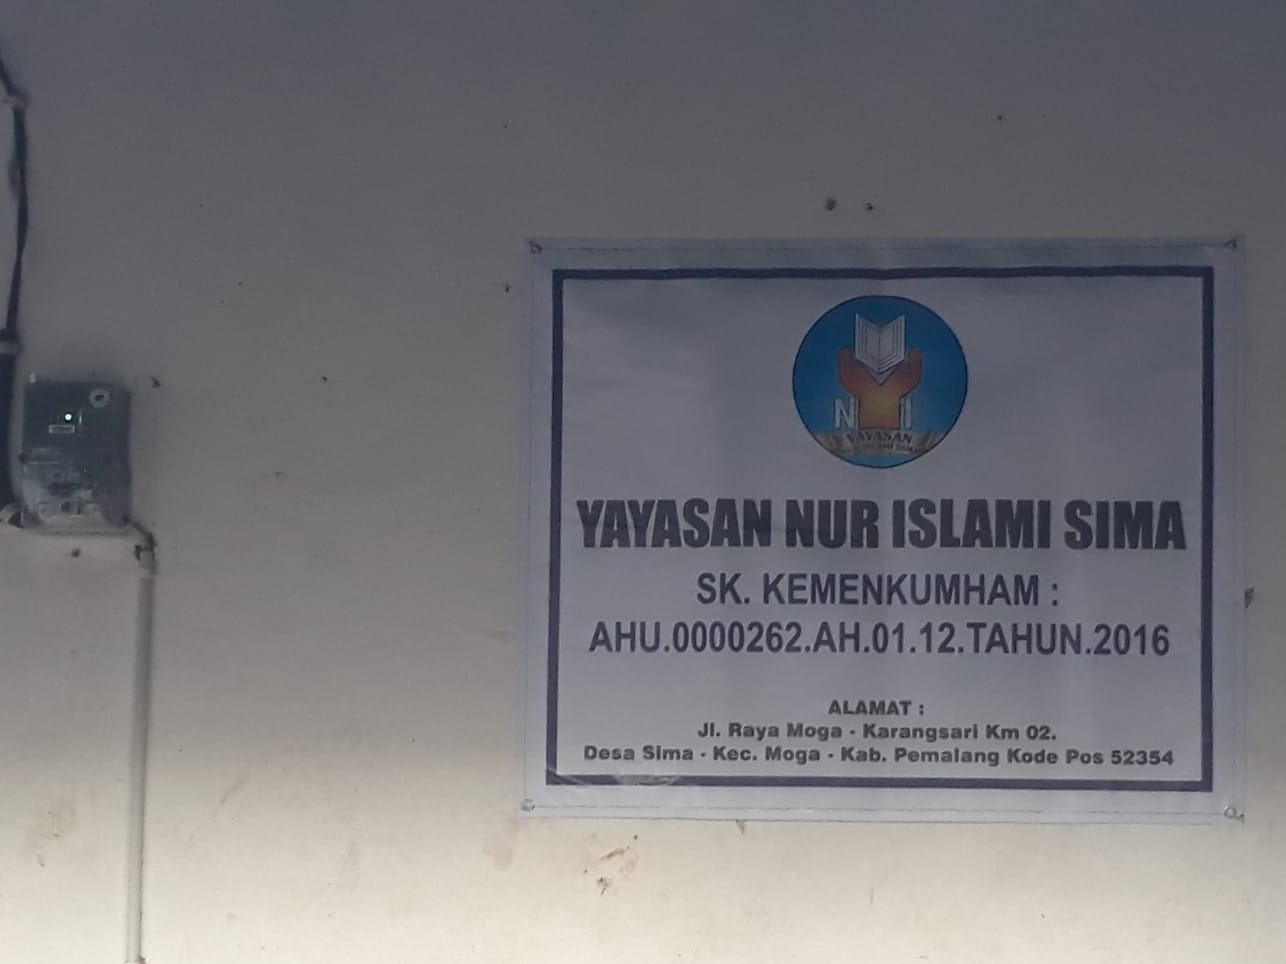 N I
YAYASAN
YAYASAN NUR ISLAMI SIMA
SK. KEMENKUMHAM :
AHU.0000262.AH.01.12.TAHUN.2016
ALAMAT :
Jl. Raya Moga - Karangsari Km 02.
Desa Sima - Kec. Moga - Kab. Pemalang Kode Pos 52354